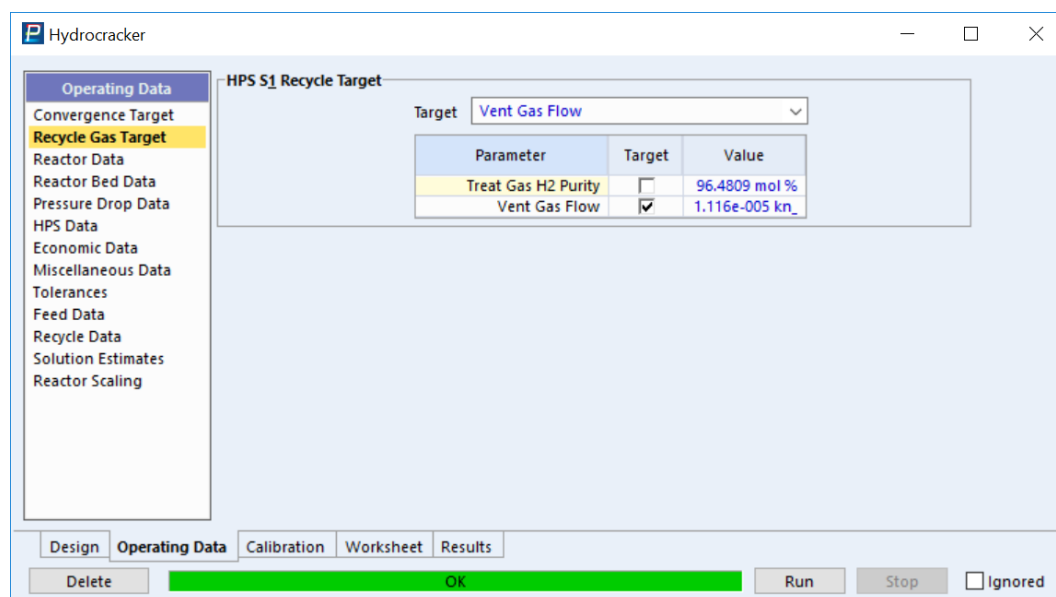 Hydrocracker
Operating Data
Convergence Target
Recycle Gas Target
Reactor Data
Reactor Bed Data
Pressure Drop Data
HPS Data
Economic Data
Miscellaneous Data
Tolerances
Feed Data
Recycle Data
Solution Estimates
Reactor Scaling
HPS S1 Recycle Target
Target Vent Gas Flow
Parameter Target Value
Treat Gas H2 Purity 96.4809 mol %
Vent Gas Flow 1.116e-005 kn_
Design Operating Data Calibration Worksheet Results
Delete OK Run Stop Ignored